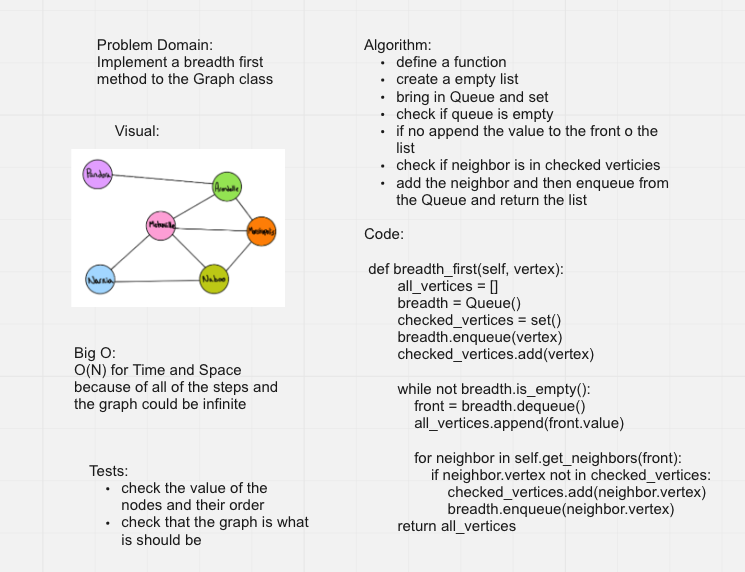 Problem Domain:
Implement a breadth first
method to the Graph class
Visual:
Pandora
Arendelle
Metroville
Monstropolis
Narnia
Naboo
Big O:
O(N) for Time and Space
because of all of the steps and
the graph could be infinite
Tests:
• check the value of the
nodes and their order
• check that the graph is what
is should be
Algorithm:
• define a function
• create a empty list
• bring in Queue and set
• check if queue is empty
• if no append the value to the front o the
list
• check if neighbor is in checked verticies
• add the neighbor and then enqueue from
the Queue and return the list
Code:
def breadth_first(self, vertex):
all_vertices = []
breadth = Queue()
checked_vertices = set()
breadth.enqueue(vertex)
checked_vertices.add(vertex)
while not breadth.is_empty():
front = breadth.dequeue()
all_vertices.append(front.value)
for neighbor in self.get_neighbors(front):
if neighbor.vertex not in checked_vertices:
checked_vertices.add(neighbor.vertex)
breadth.enqueue(neighbor.vertex)
return all_vertices